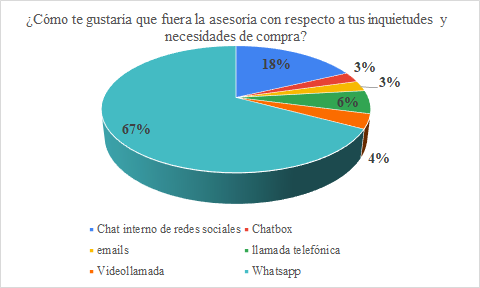 ¿Cómo te gustaria que fuera la asesoria con respecto a tus inquietudes y
necesidades de compra?
18%
3%
3%
6%
4%
67%
Chat interno de redes sociales
Chatbox
emails
llamada telefónica
Videollamada
Whatsapp